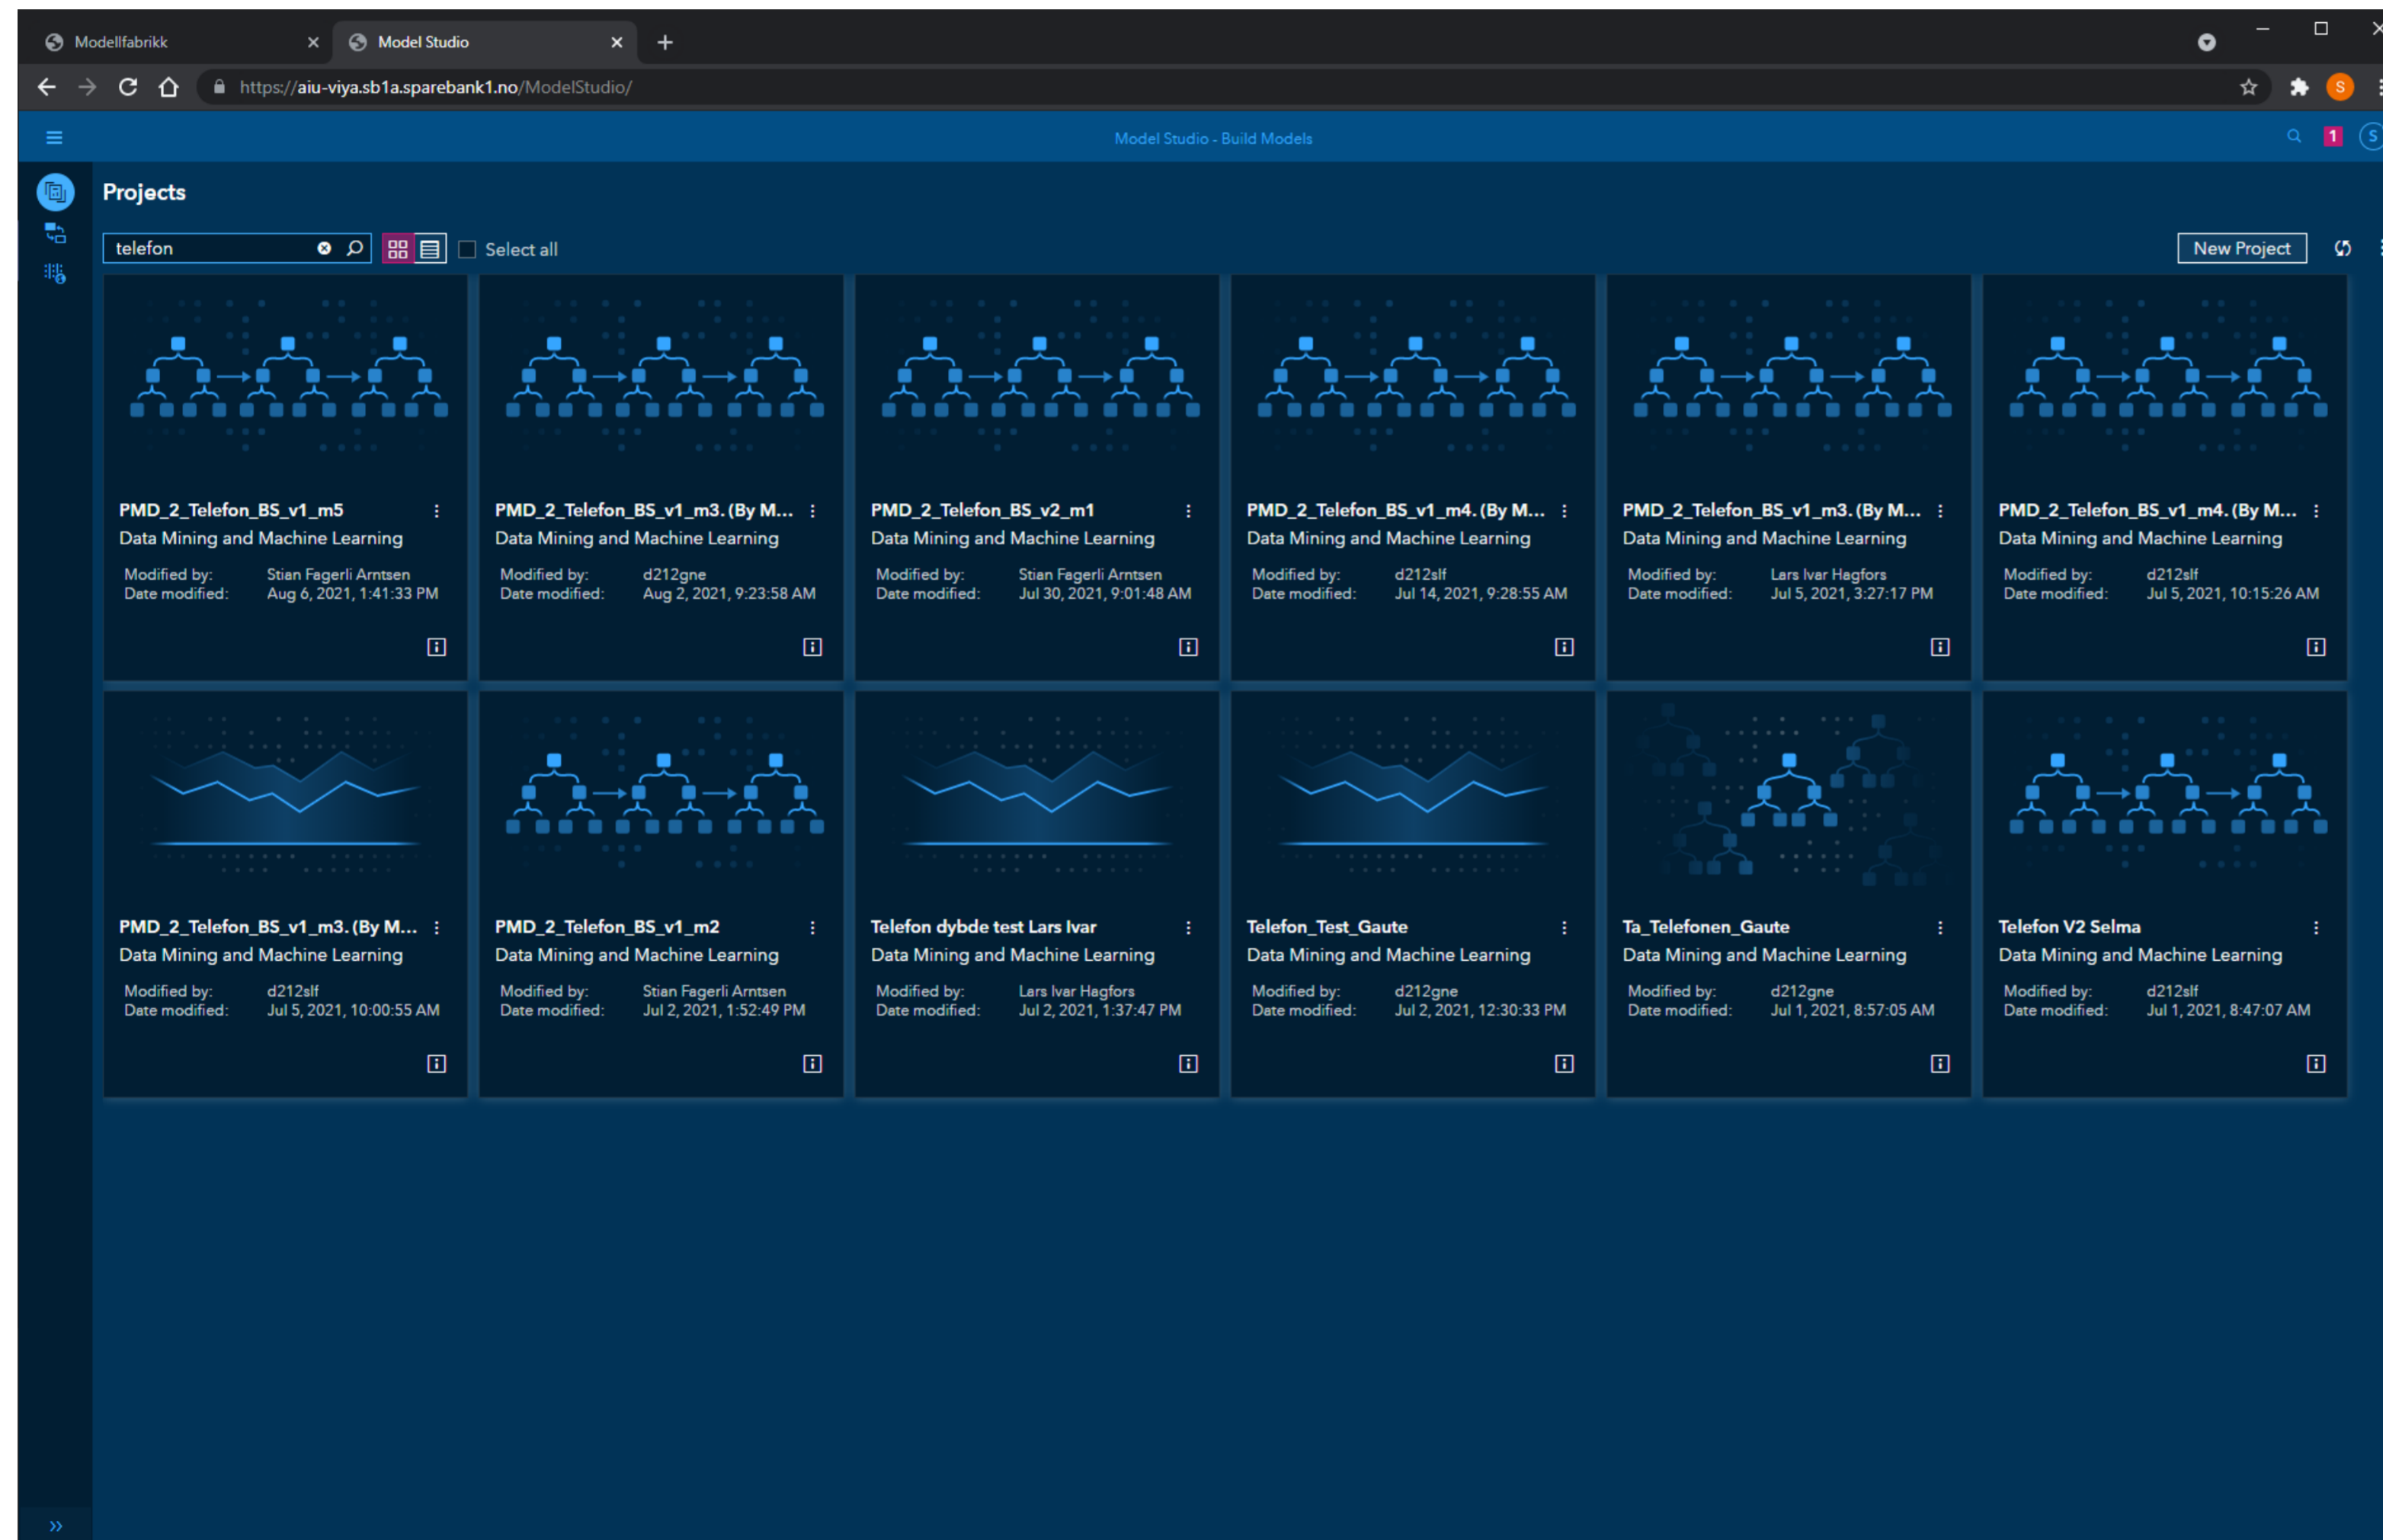 Modellfabrikk
Model Studio
https://aiu-viya.sb1a.sparebank1.no/ModelStudio/
S
Model Studio - Build Models
1
S
Projects
telefon
Select all
New Project
PMD_2_Telefon_BS_v1_m5
Data Mining and Machine Learning
Modified by: Stian Fagerli Arntsen
Date modified: Aug 6, 2021, 1:41:33 PM
PMD_2_Telefon_BS_v1_m3. (By M...
Data Mining and Machine Learning
Modified by: d212gne
Date modified: Aug 2, 2021, 9:23:58 AM
PMD_2_Telefon_BS_v2_m1
Data Mining and Machine Learning
Modified by: Stian Fagerli Arntsen
Date modified: Jul 30, 2021, 9:01:48 AM
PMD_2_Telefon_BS_v1_m4. (By M...
Data Mining and Machine Learning
Modified by: d212slf
Date modified: Jul 14, 2021, 9:28:55 AM
PMD_2_Telefon_BS_v1_m3. (By M...
Data Mining and Machine Learning
Modified by: Lars Ivar Hagfors
Date modified: Jul 5, 2021, 3:27:17 PM
PMD_2_Telefon_BS_v1_m4. (By M...
Data Mining and Machine Learning
Modified by: d212slf
Date modified: Jul 5, 2021, 10:15:26 AM
PMD_2_Telefon_BS_v1_m3. (By M...
Data Mining and Machine Learning
Modified by: d212slf
Date modified: Jul 5, 2021, 10:00:55 AM
PMD_2_Telefon_BS_v1_m2
Data Mining and Machine Learning
Modified by: Stian Fagerli Arntsen
Date modified: Jul 2, 2021, 1:52:49 PM
Telefon dybde test Lars Ivar
Data Mining and Machine Learning
Modified by: Lars Ivar Hagfors
Date modified: Jul 2, 2021, 1:37:47 PM
Telefon_Test_Gaute
Data Mining and Machine Learning
Modified by: d212gne
Date modified: Jul 2, 2021, 12:30:33 PM
Ta_Telefonen_Gaute
Data Mining and Machine Learning
Modified by: d212gne
Date modified: Jul 1, 2021, 8:57:05 AM
Telefon V2 Selma
Data Mining and Machine Learning
Modified by: d212slf
Date modified: Jul 1, 2021, 8:47:07 AM